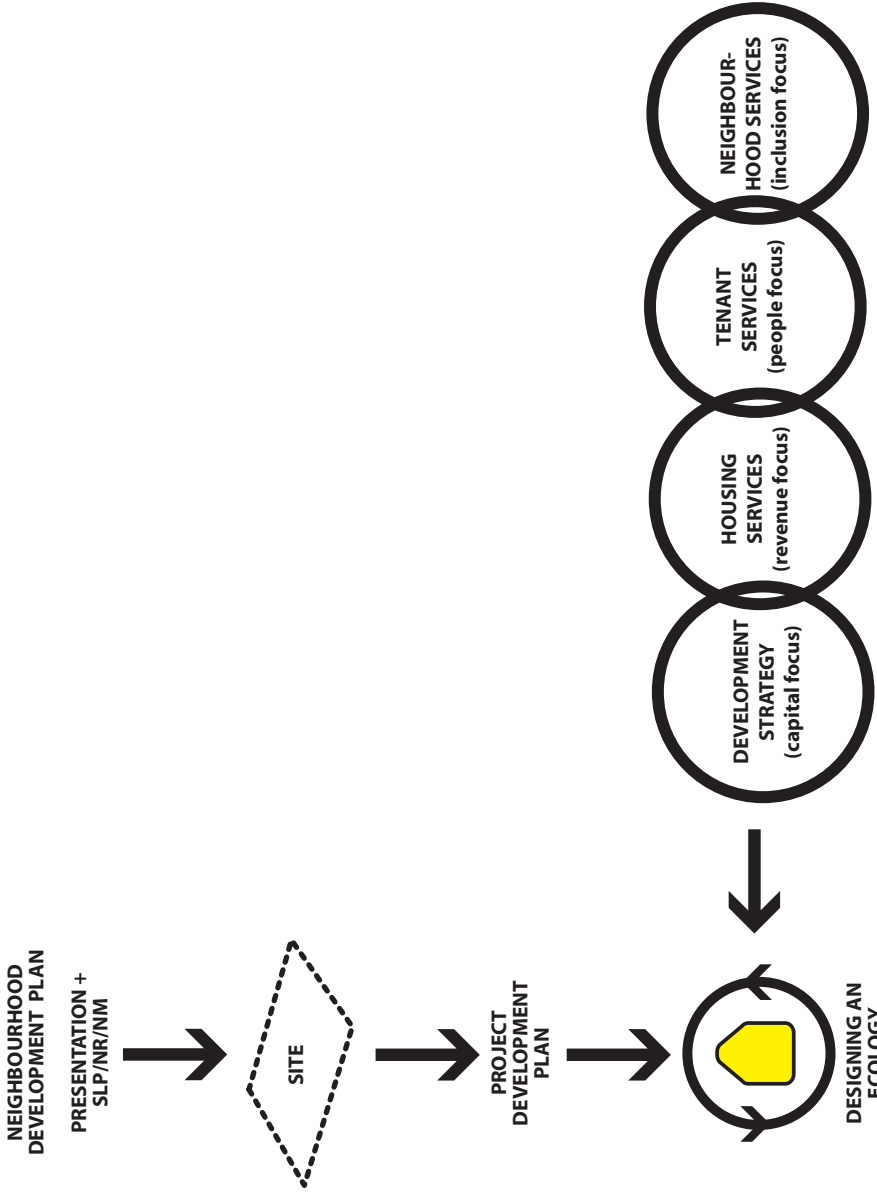 NEIGHBOURHOOD
DEVELOPMENT PLAN
PRESENTATION +
SLP/NR/NM
SITE
PROJECT
DEVELOPMENT
PLAN
DESIGNING AN
ECOLOGY
DEVELOPMENT
STRATEGY
(capital focus)
HOUSING
SERVICES
(revenue focus)
TENANT
SERVICES
(people focus)
NEIGHBOUR-
HOOD SERVICES
(inclusion focus)